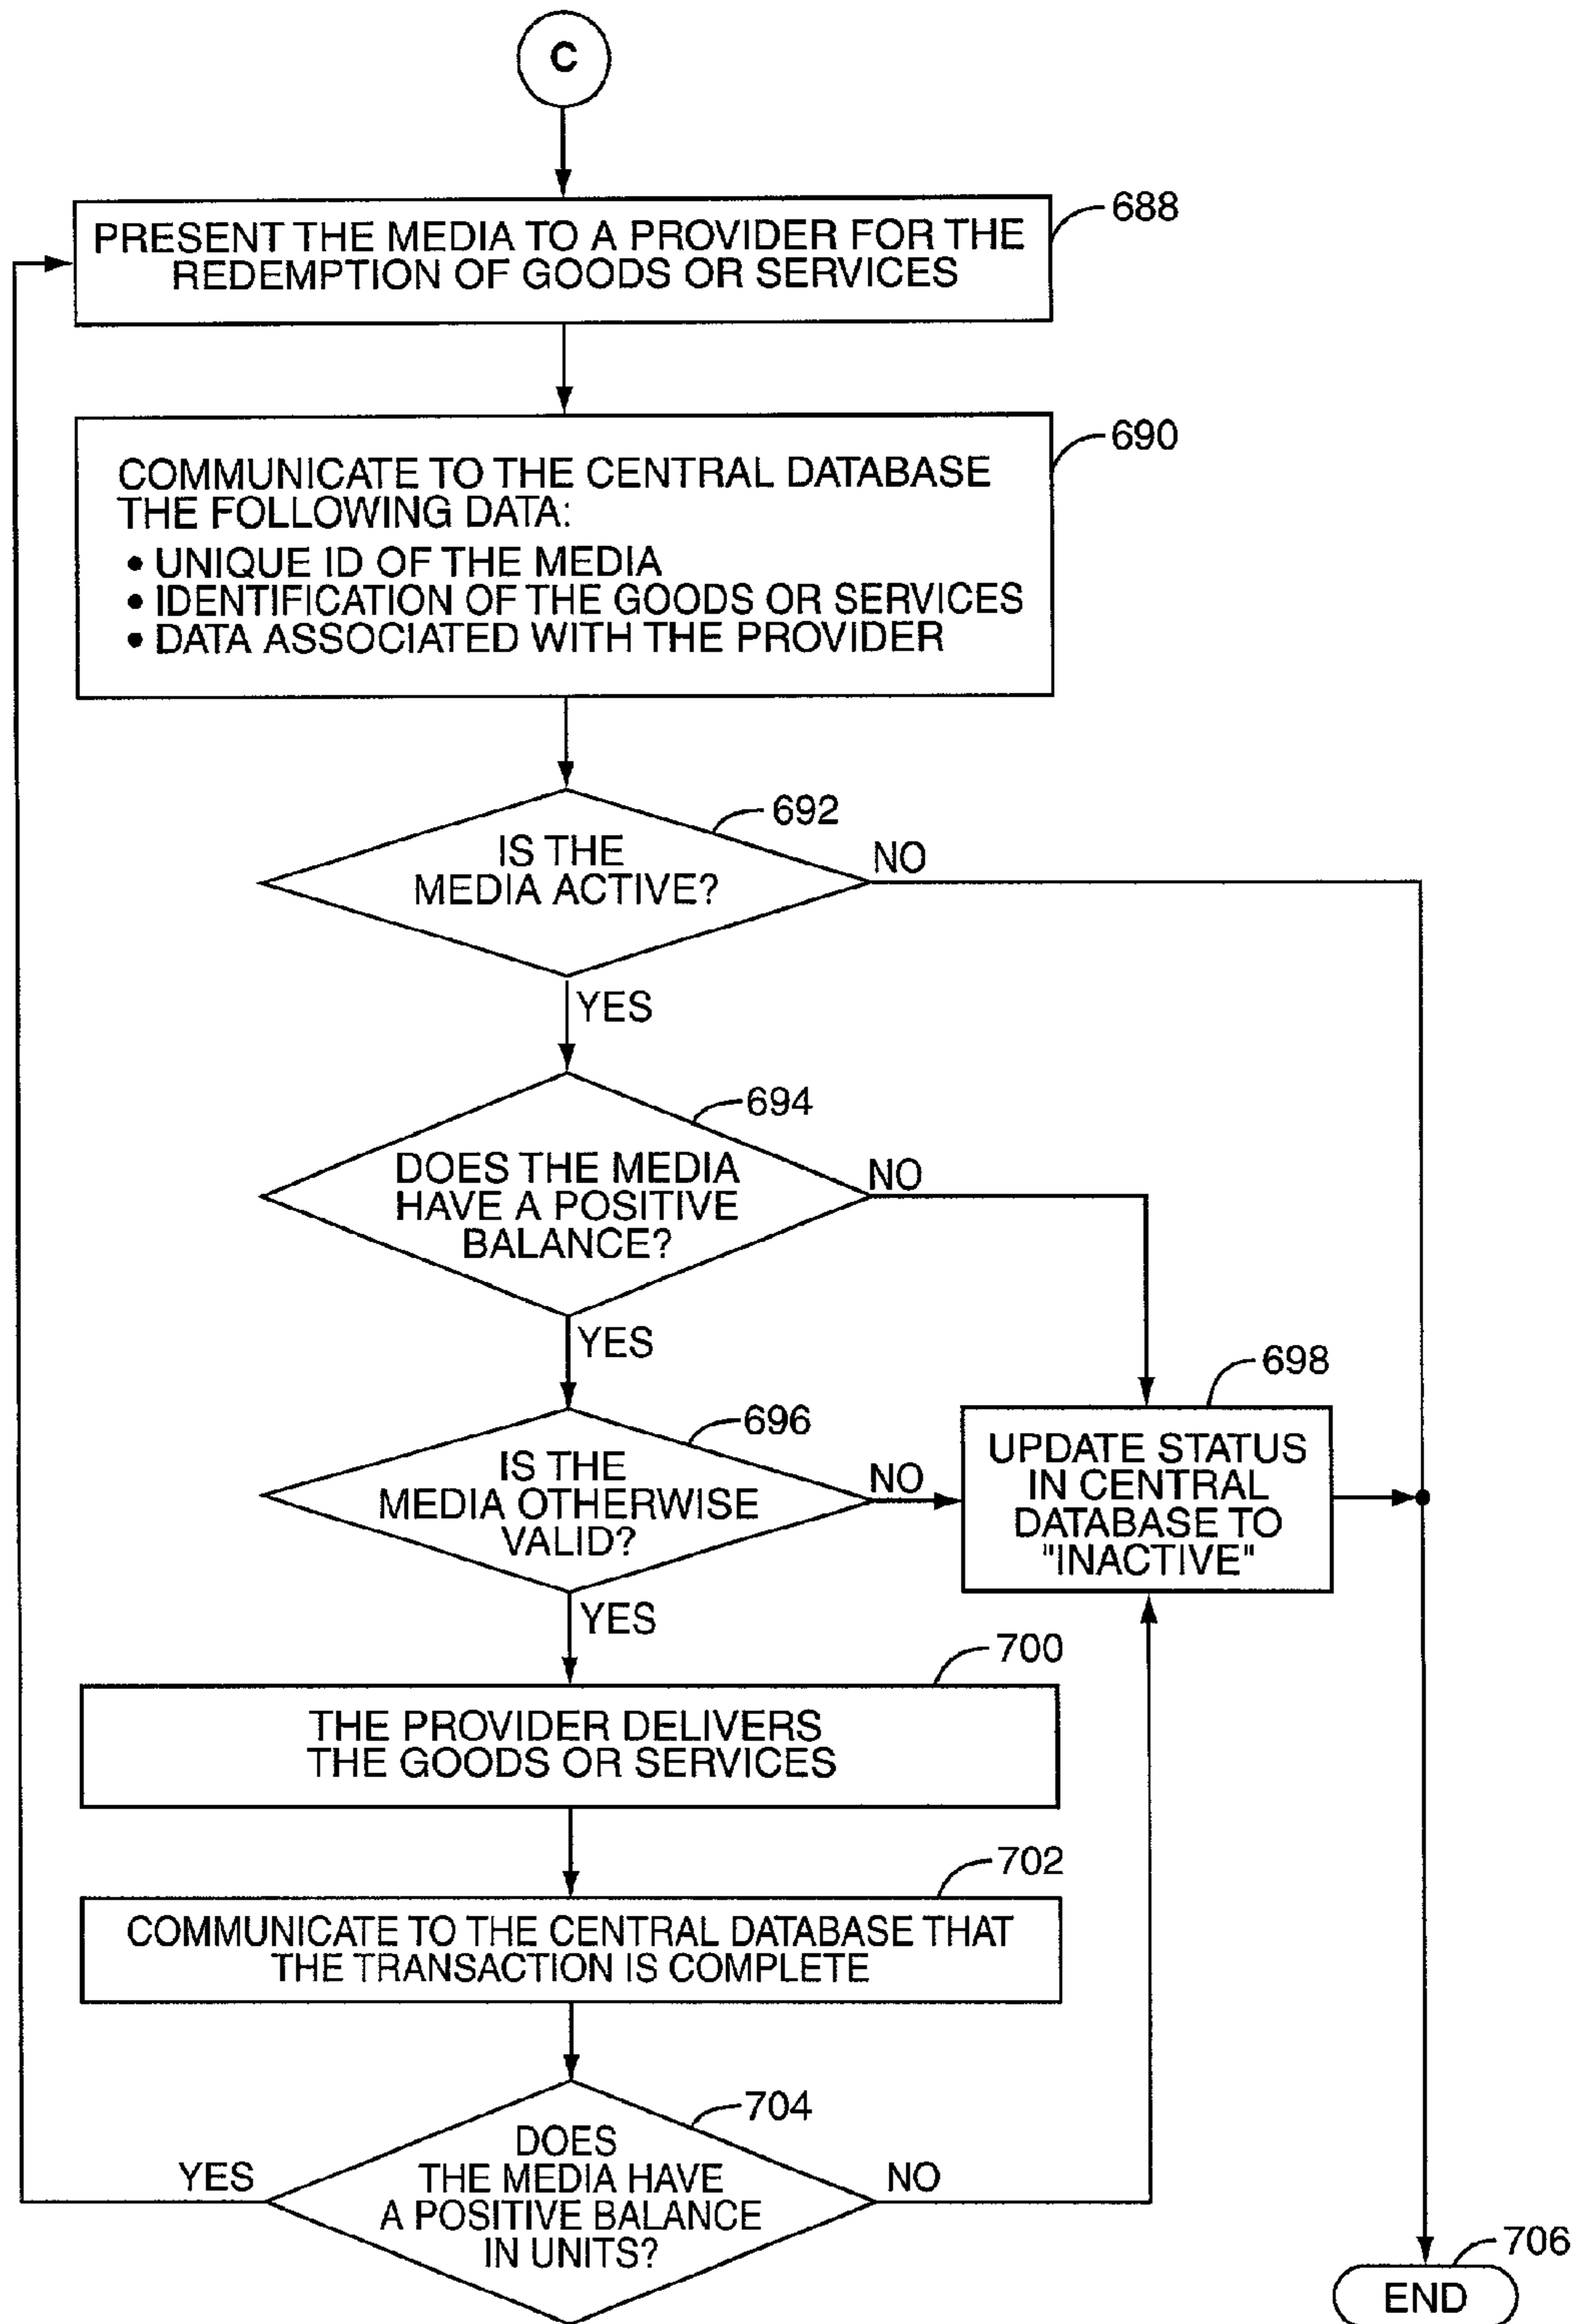 C
688
PRESENT THE MEDIA TO A PROVIDER FOR THE
REDEMPTION OF GOODS OR SERVICES
690
COMMUNICATE TO THE CENTRAL DATABASE
THE FOLLOWING DATA:
• UNIQUE ID OF THE MEDIA
• IDENTIFICATION OF THE GOODS OR SERVICES
• DATA ASSOCIATED WITH THE PROVIDER
692
IS THE
MEDIA ACTIVE?
NO
YES
694
DOES THE MEDIA
HAVE A POSITIVE
BALANCE?
NO
YES
696
IS THE
MEDIA OTHERWISE
VALID?
NO
698
UPDATE STATUS
IN CENTRAL
DATABASE TO
"INACTIVE"
YES
700
THE PROVIDER DELIVERS
THE GOODS OR SERVICES
702
COMMUNICATE TO THE CENTRAL DATABASE THAT
THE TRANSACTION IS COMPLETE
704
DOES
THE MEDIA HAVE
A POSITIVE BALANCE
IN UNITS?
YES
NO
706
END